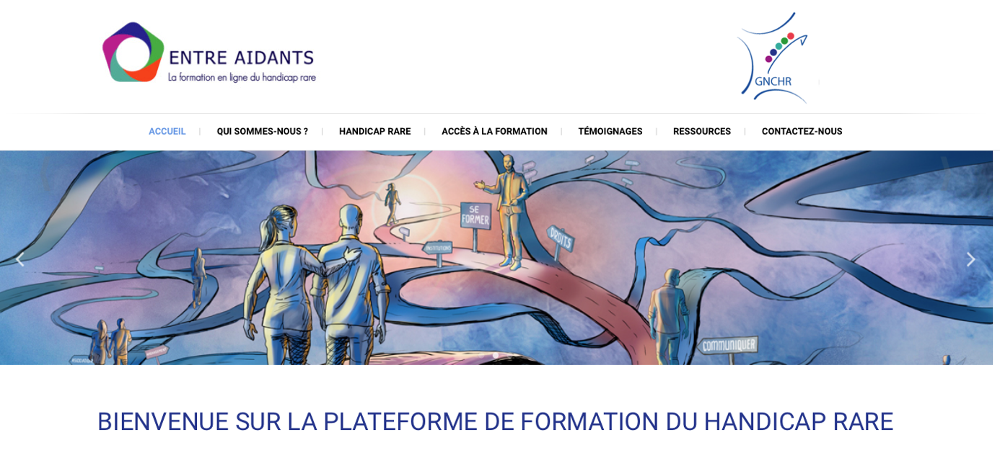 ENTRE AIDANTS
La formation en ligne du handicap rare
GNCHR
ACCUEIL QUI SOMMES-NOUS ? HANDICAP RARE ACCÈS À LA FORMATION TÉMOIGNAGES RESSOURCES CONTACTEZ-NOUS
SE
FORMER
DROITS
INSTITUTIONS
COMMUNIQUER
BIENVENUE SUR LA PLATEFORME DE FORMATION DU HANDICAP RARE